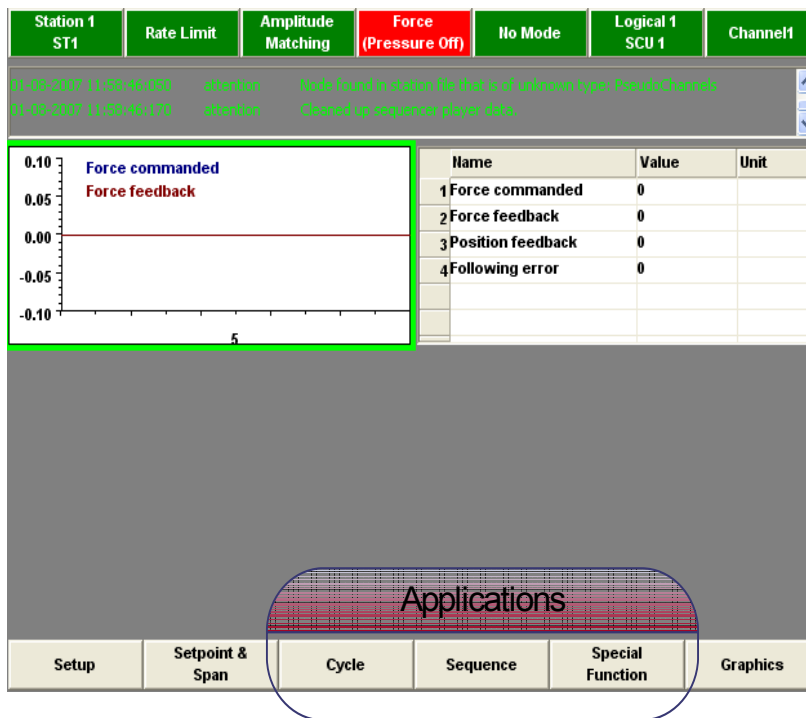 Station 1 ST1
Rate Limit
Amplitude Matching
Force (Pressure Off)
No Mode
Logical 1 SCU 1
Channel1
01-08-2007 11:58:46:050 attention Node found in station file that is of unknown type: PseudoChannels
01-08-2007 11:58:46:170 attention Cleaned up sequencer player data.
0.10
0.05
0.00
-0.05
-0.10
Force commanded
Force feedback
5
Name Value Unit
1 Force commanded 0
2 Force feedback 0
3 Position feedback 0
4 Following error 0
Applications
Setup
Setpoint & Span
Cycle
Sequence
Special Function
Graphics